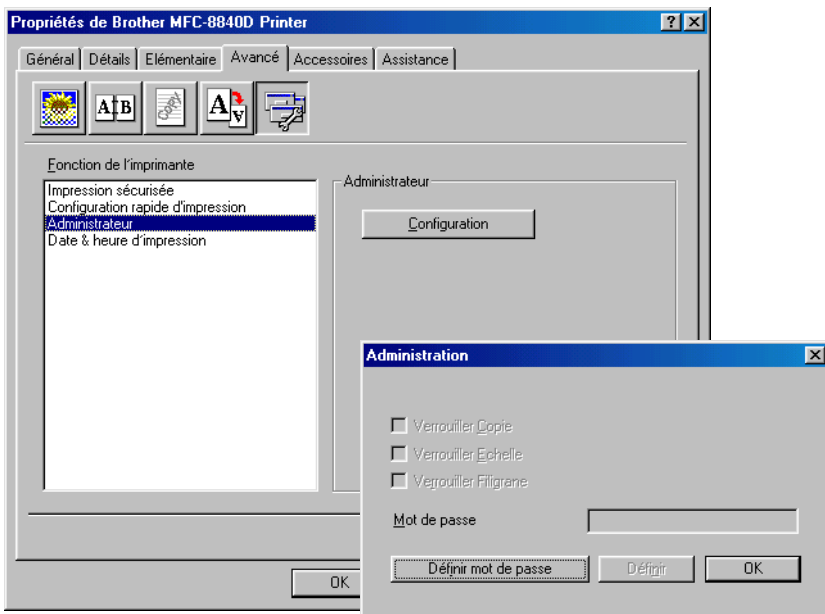 Propriétés de Brother MFC-8840D Printer
Général Détails Elémentaire Avancé Accessoires Assistance
A B A A
Fonction de l'imprimante
Impression sécurisée
Configuration rapide d'impression
Administrateur
Date & heure d'impression
Administrateur
Configuration
OK
Administration
Verrouiller Copie
Verrouiller Echelle
Verrouiller Filigrane
Mot de passe
Définir mot de passe Définir OK